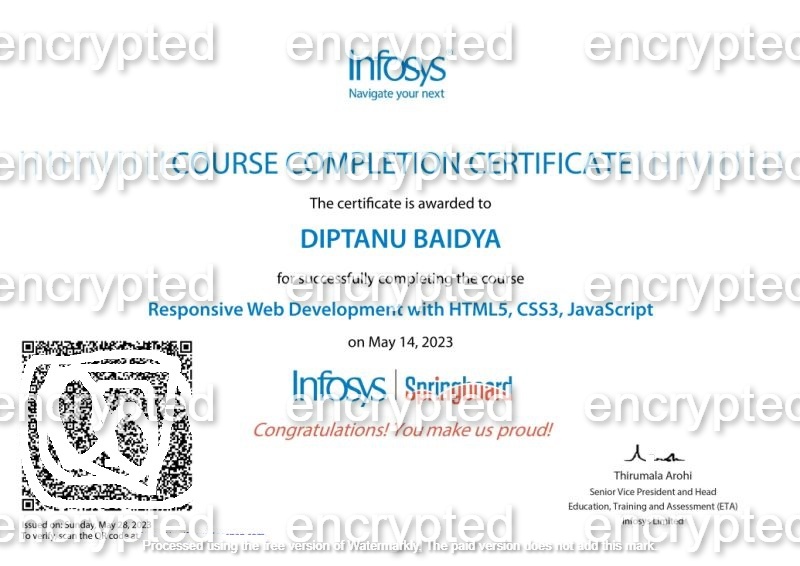 encrypted encrypted encrypted
Infosys
Navigate your next
COURSE COMPLETION CERTIFICATE
encrypted encrypted encrypted
The certificate is awarded to
DIPTANU BAIDYA
for successfully completing the course
encrypted encrypted encrypted
Responsive Web Development with HTML5, CSS3, JavaScript
on May 14, 2023
Infosys | Springboard
encrypted encrypted encrypted
Congratulations! You make us proud!
Thirumala Arohi
Senior Vice President and Head
Education, Training and Assessment (ETA)
Infosys Limited
encrypted encrypted encrypted
Issued on: Sunday, May 28, 2023
To verify, scan the QR code at
Processed using the free version of Watermarkly. The paid version does not add this mark.